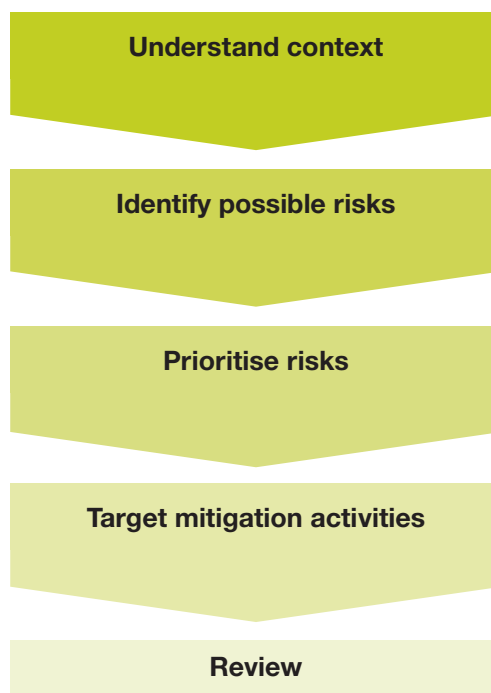 Understand context
Identify possible risks
Prioritise risks
Target mitigation activities
Review